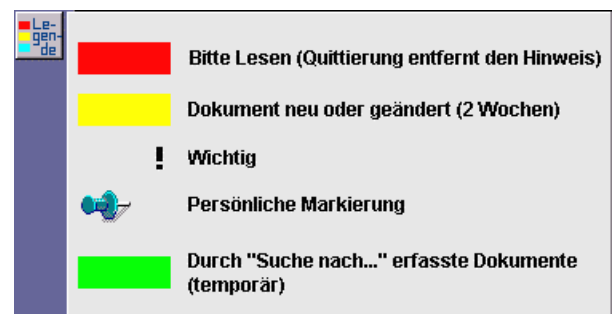 Le-
gen-
de
Bitte Lesen (Quittierung entfernt den Hinweis)
Dokument neu oder geändert (2 Wochen)
! Wichtig
Persönliche Markierung
Durch "Suche nach..." erfasste Dokumente
(temporär)